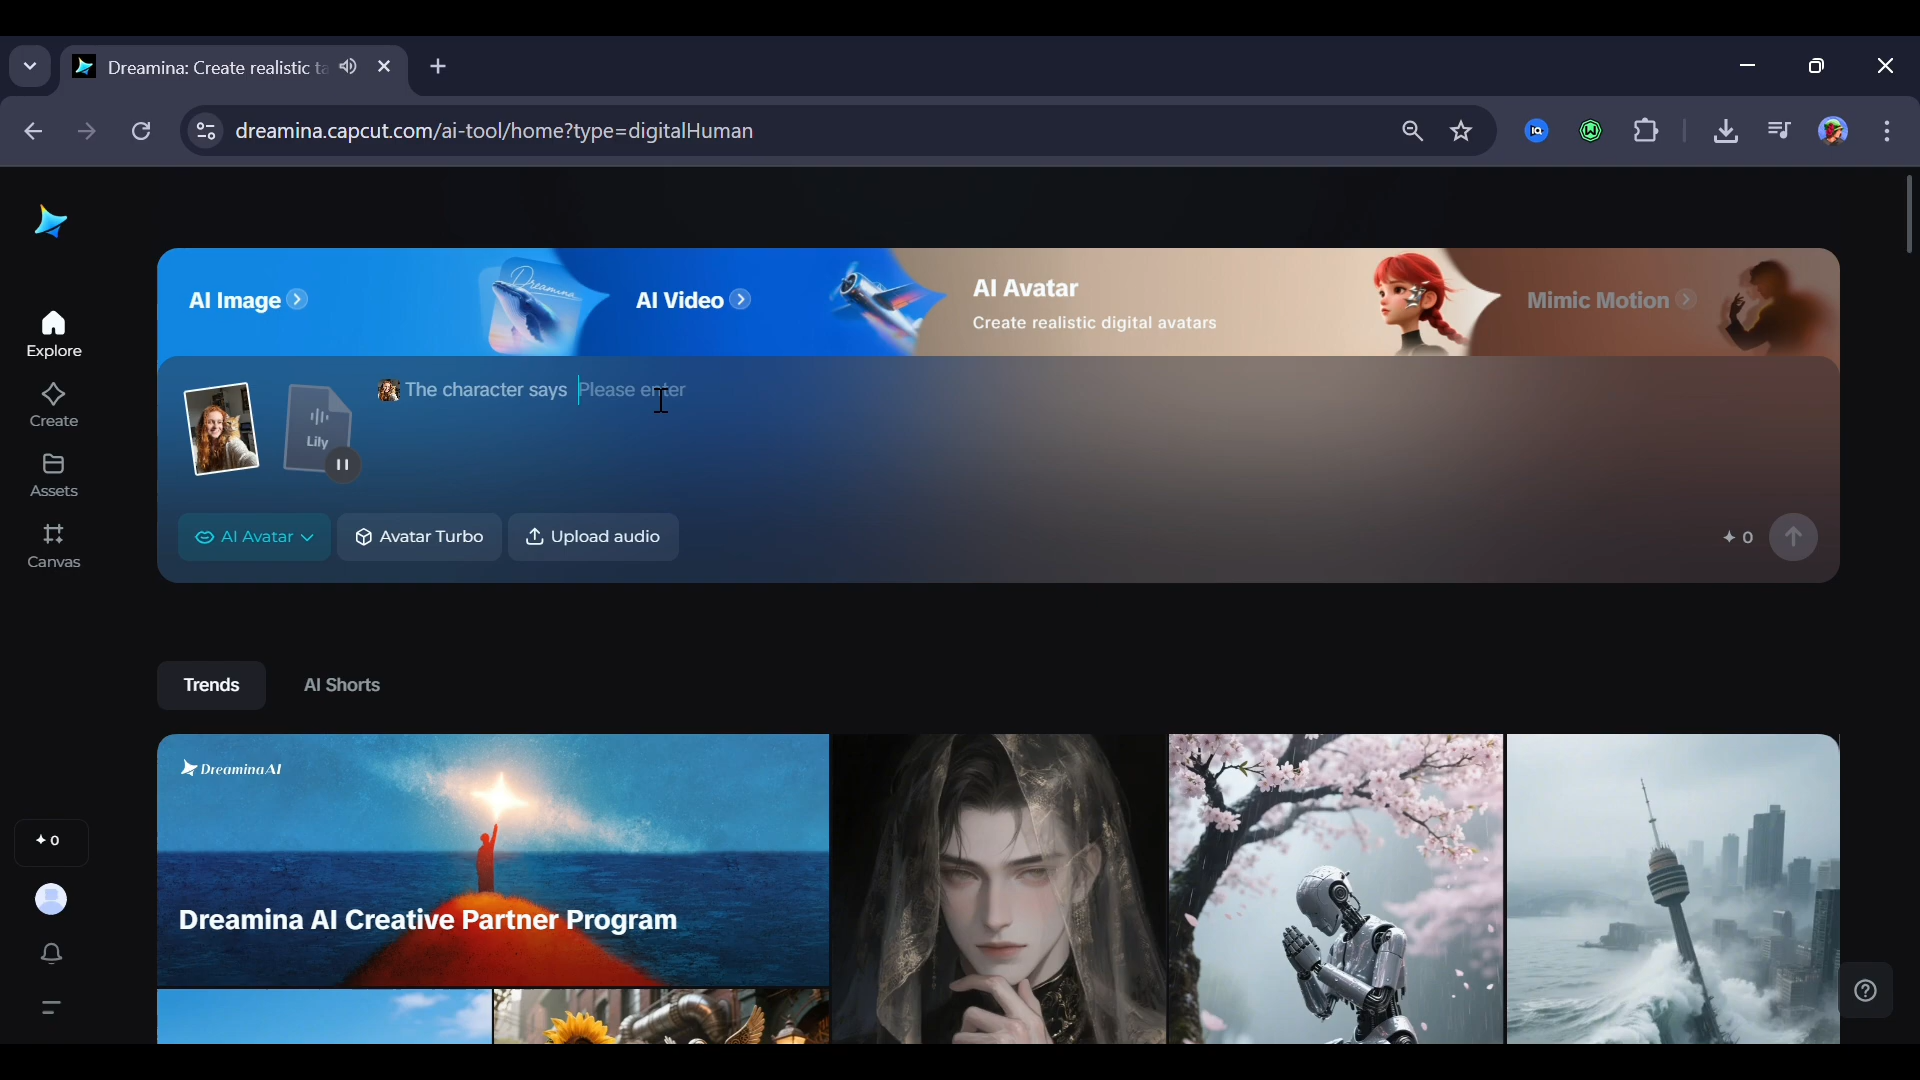 Dreamina: Create realistic ta
dreamina.capcut.com/ai-tool/home?type=digitalHuman
AI Image
Dreamina
AI Video
AI Avatar
Create realistic digital avatars
Mimic Motion
Explore
Create
Assets
Canvas
Lily
The character says Please enter
AI Avatar
Avatar Turbo
Upload audio
0
Trends
AI Shorts
DreaminaAI
Dreamina AI Creative Partner Program
0